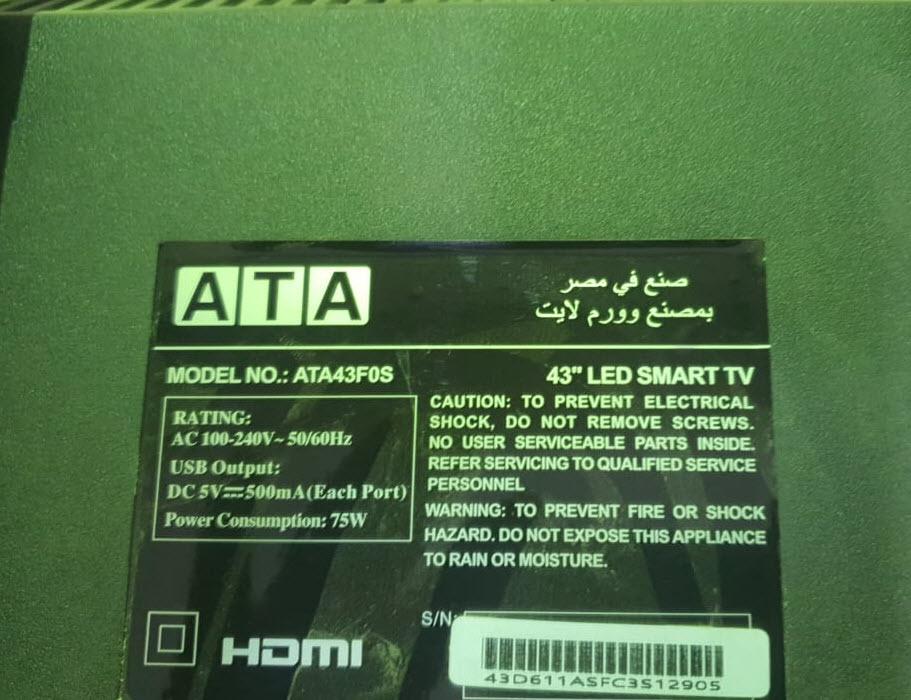 ATA
صنع في مصر
بمصنع وورم لايت
MODEL NO.: ATA43F0S
43" LED SMART TV
RATING:
AC 100-240V~ 50/60Hz
USB Output:
DC 5V⎓500mA(Each Port)
Power Consumption: 75W
CAUTION: TO PREVENT ELECTRICAL
SHOCK, DO NOT REMOVE SCREWS.
NO USER SERVICEABLE PARTS INSIDE.
REFER SERVICING TO QUALIFIED SERVICE
PERSONNEL
WARNING: TO PREVENT FIRE OR SHOCK
HAZARD. DO NOT EXPOSE THIS APPLIANCE
TO RAIN OR MOISTURE.
HDMI
S/N:
43D611ASFC3S12905